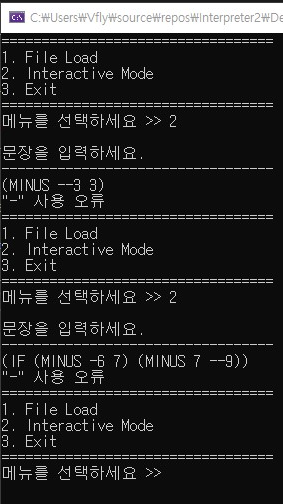 C:₩Users₩Vfly₩source₩repos₩Interpreter2₩De
==================================
1. File Load
2. Interactive Mode
3. Exit
==================================
메뉴를 선택하세요 >> 2
문장을 입력하세요.
----------------------------------
(MINUS --3 3)
"-" 사용 오류
==================================
1. File Load
2. Interactive Mode
3. Exit
==================================
메뉴를 선택하세요 >> 2
문장을 입력하세요.
----------------------------------
(IF (MINUS -6 7) (MINUS 7 --9))
"-" 사용 오류
==================================
1. File Load
2. Interactive Mode
3. Exit
==================================
메뉴를 선택하세요 >>